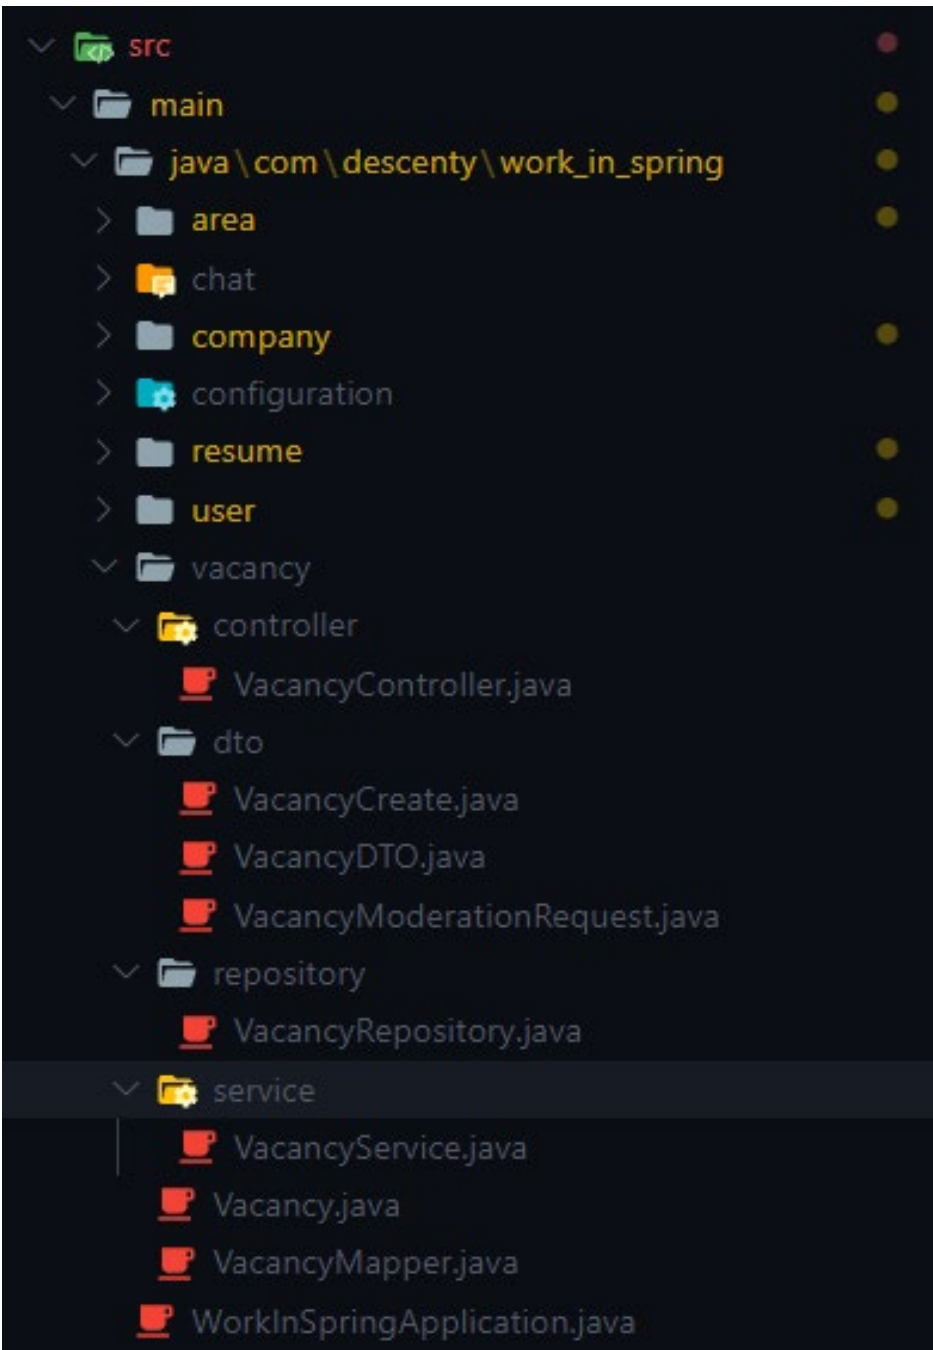 src
main
java\com\descenty\work_in_spring
area
chat
company
configuration
resume
user
vacancy
controller
VacancyController.java
dto
VacancyCreate.java
VacancyDTO.java
VacancyModerationRequest.java
repository
VacancyRepository.java
service
VacancyService.java
Vacancy.java
VacancyMapper.java
WorkInSpringApplication.java